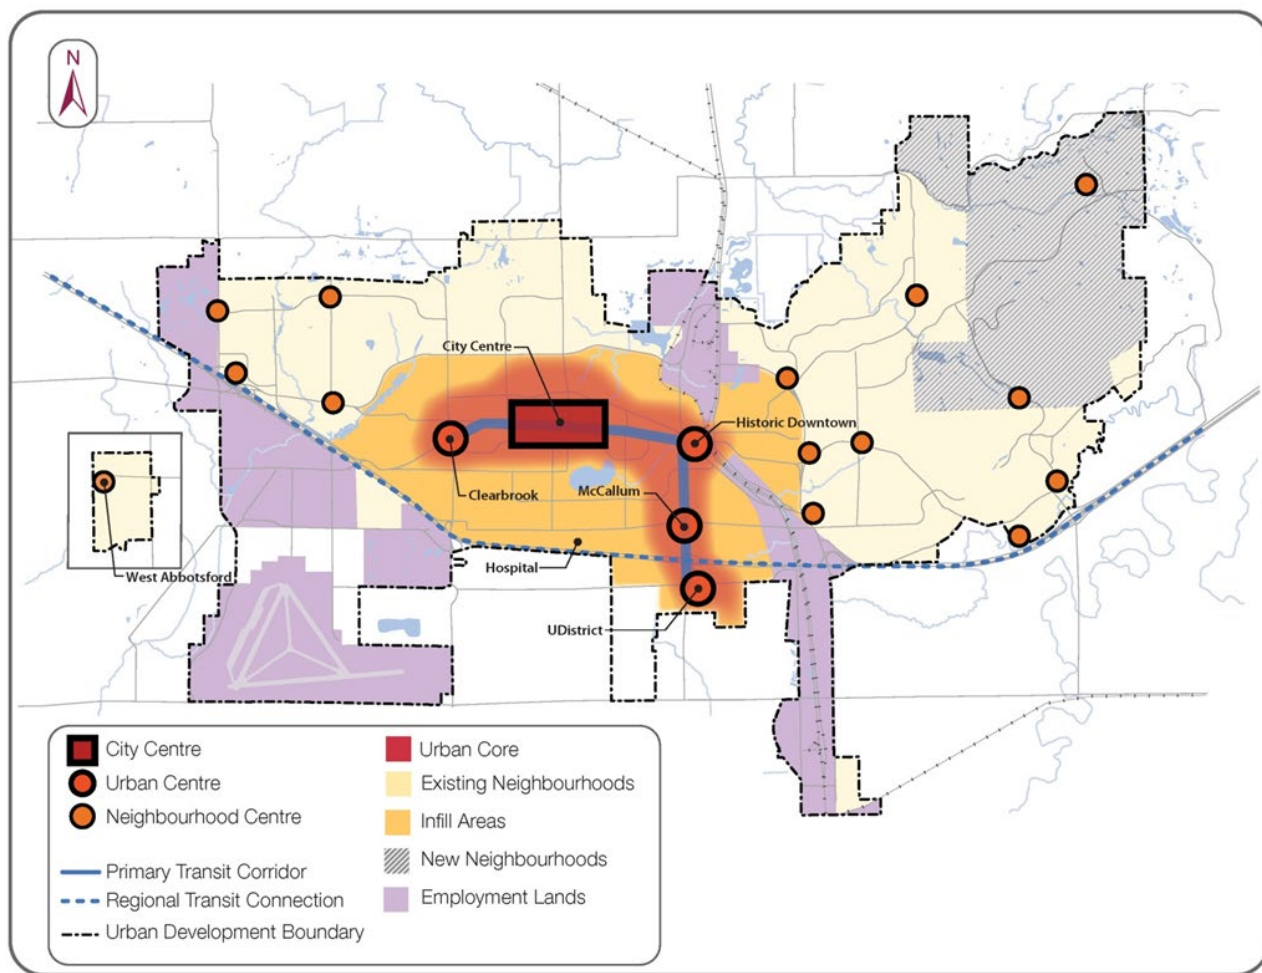 N
City Centre
Historic Downtown
Clearbrook
McCallum
Hospital
West Abbotsford
UDistrict
City Centre
Urban Centre
Neighbourhood Centre
Primary Transit Corridor
Regional Transit Connection
Urban Development Boundary
Urban Core
Existing Neighbourhoods
Infill Areas
New Neighbourhoods
Employment Lands